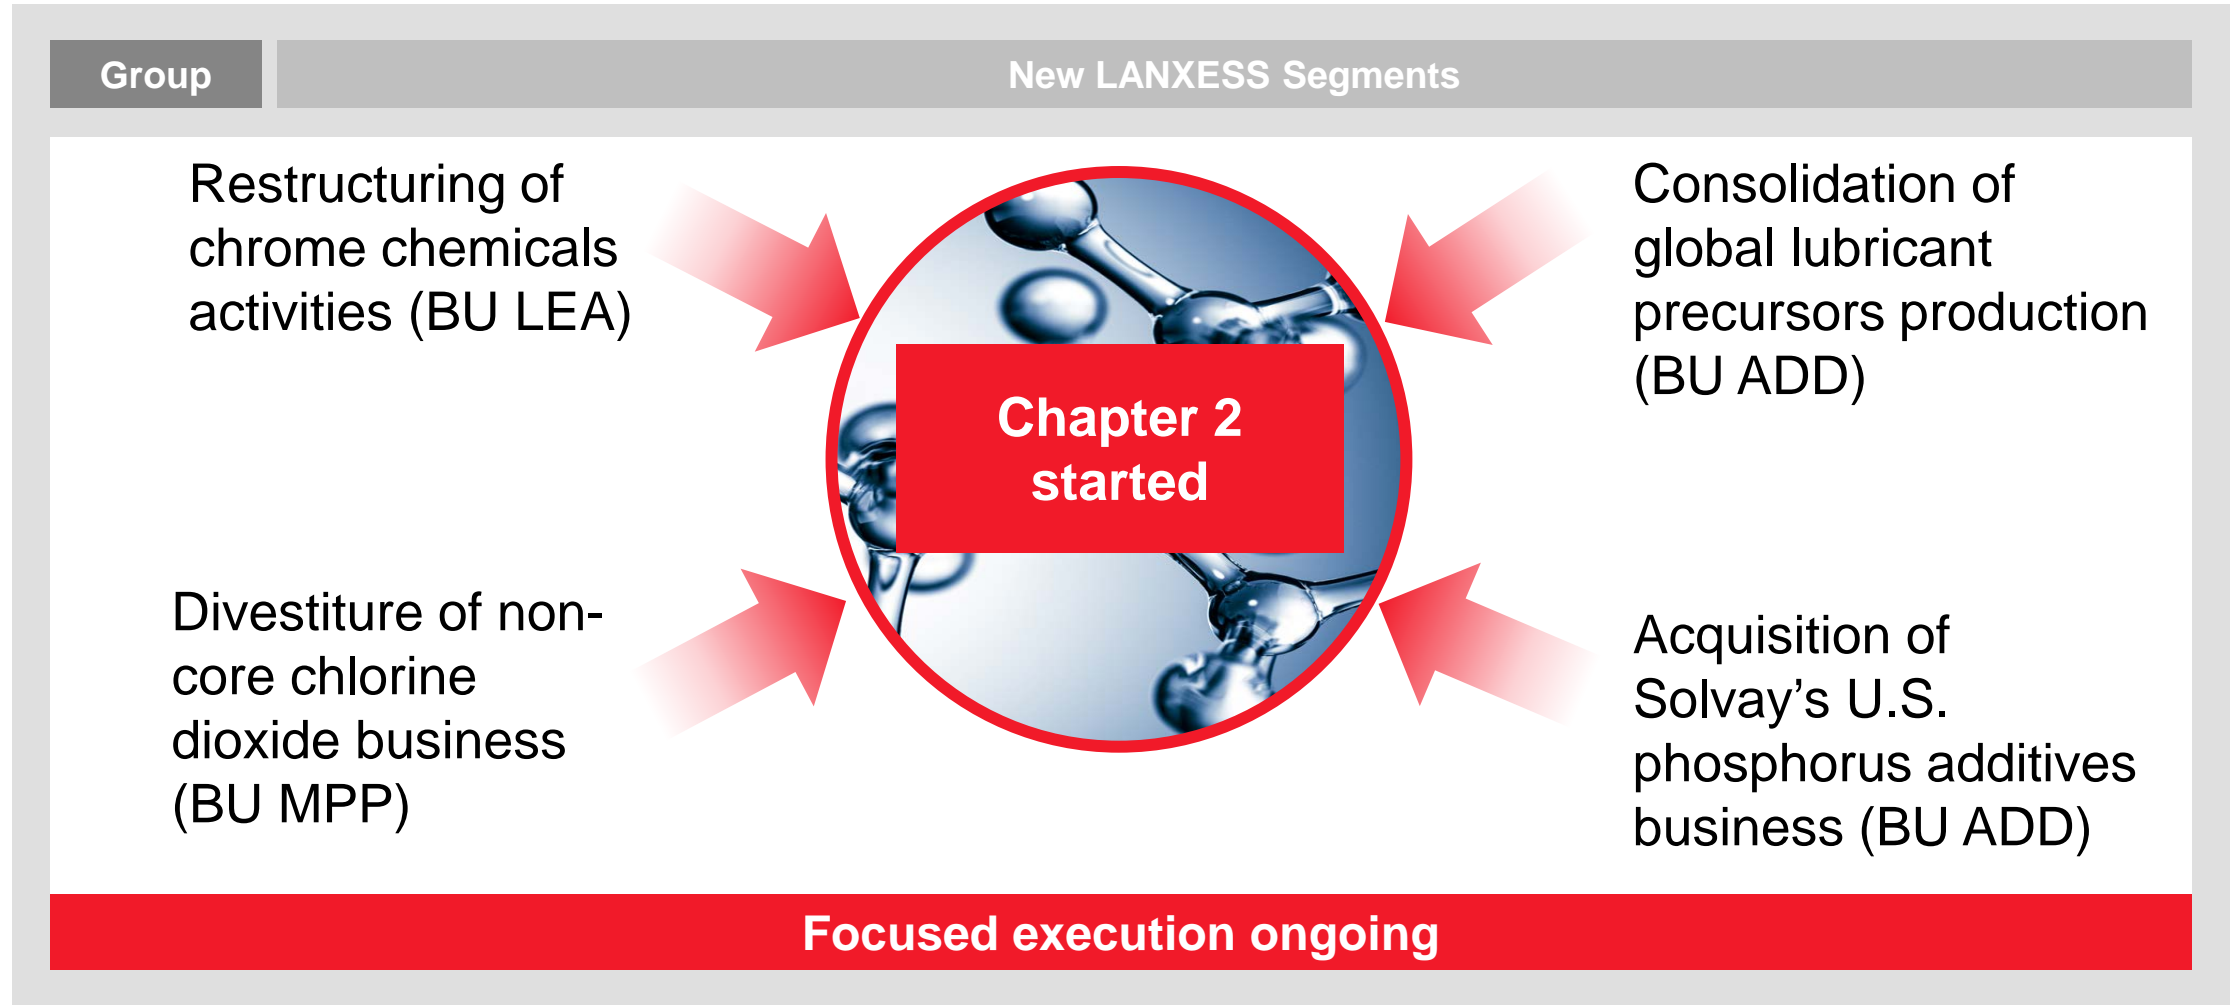 Group
New LANXESS Segments
Restructuring of
chrome chemicals
activities (BU LEA)
Consolidation of
global lubricant
precursors production
(BU ADD)
Chapter 2
started
Divestiture of non-
core chlorine
dioxide business
(BU MPP)
Acquisition of
Solvay’s U.S.
phosphorus additives
business (BU ADD)
Focused execution ongoing